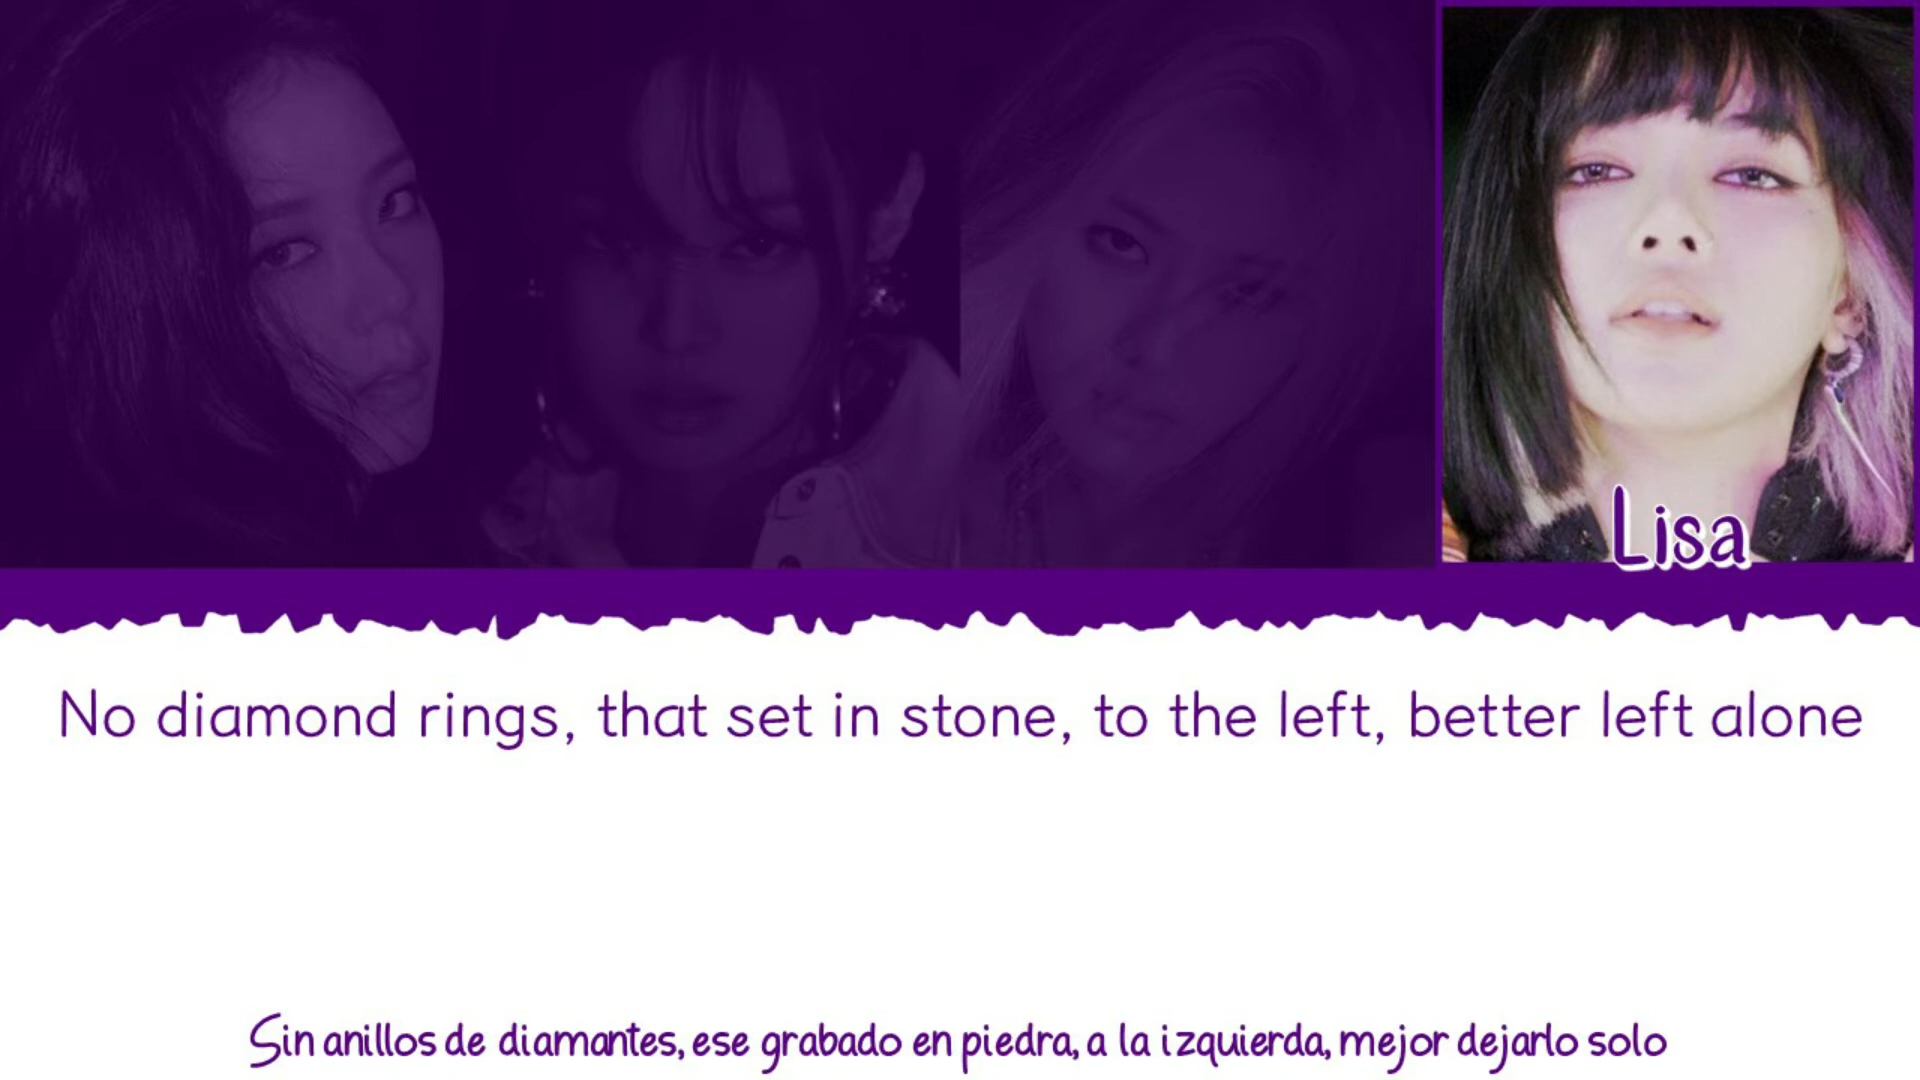 Lisa
No diamond rings, that set in stone, to the left, better left alone
Sin anillos de diamantes, ese grabado en piedra, a la izquierda, mejor dejarlo solo